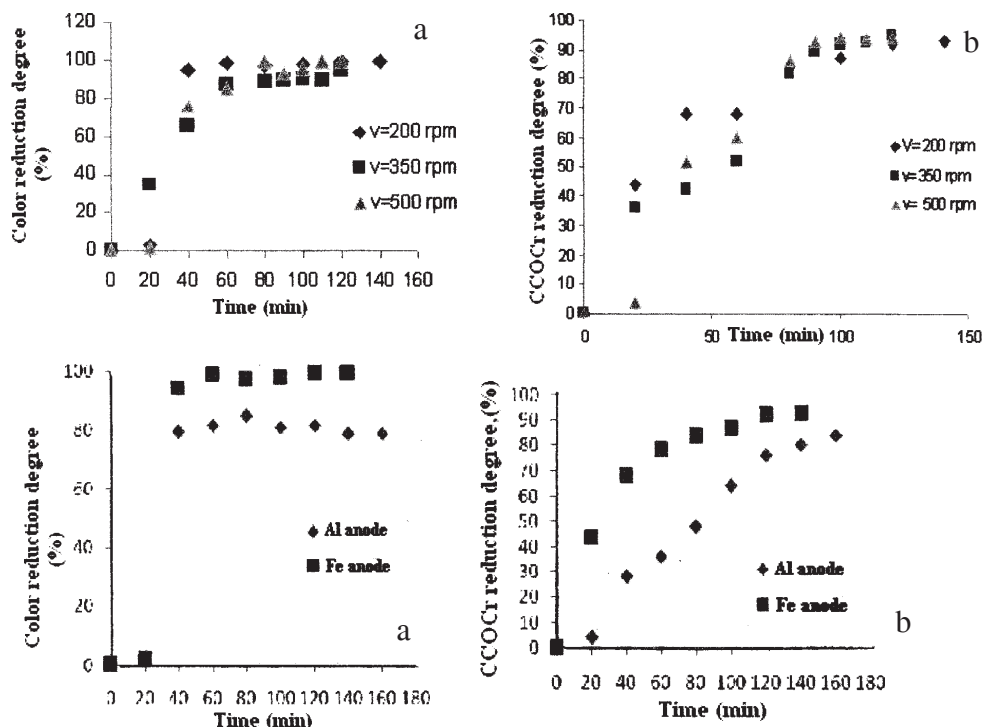 Color reduction degree
(%)
120
100
80
60
40
20
0
0 20 40 60 80 100 120 140 160
Time (min)
a
v=200 rpm
v=350 rpm
v=500 rpm
CCOCr reduction degree (%)
100
90
80
70
60
50
40
30
20
10
0
0 50 100 150
Time (min)
b
V=200 rpm
v=350 rpm
v= 500 rpm
Color reduction degree
(%)
100
80
60
40
20
0
0 20 40 60 80 100 120 140 160 180
Time (min)
Al anode
Fe anode
a
CCOCr reduction degree,(%)
100
90
80
70
60
50
40
30
20
10
0
0 20 40 60 80 100 120 140 160 180
Time (min)
Al anode
Fe anode
b